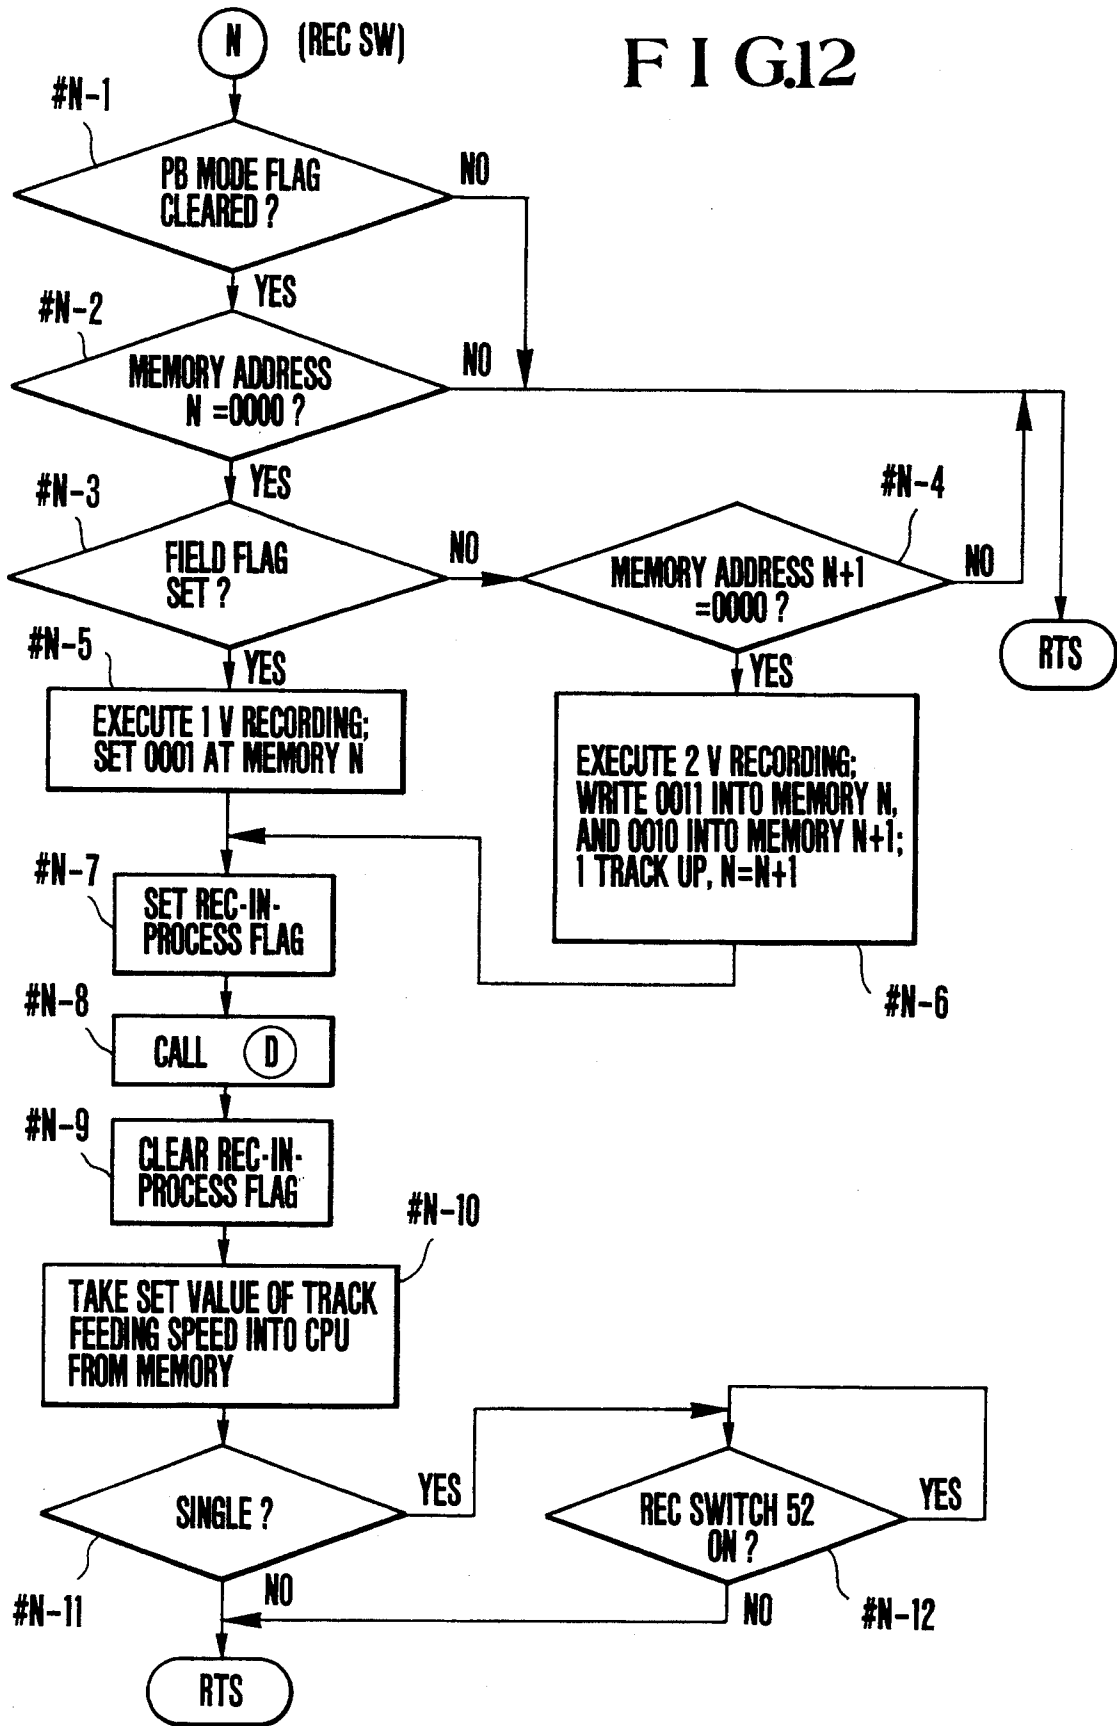 N (REC SW)
FIG.12
#N-1
PB MODE FLAG
CLEARED ?
NO
YES
#N-2
MEMORY ADDRESS
N =0000 ?
NO
YES
#N-3
FIELD FLAG
SET ?
NO
#N-4
MEMORY ADDRESS N+1
=0000 ?
NO
RTS
YES
#N-5
EXECUTE 1 V RECORDING;
SET 0001 AT MEMORY N
YES
EXECUTE 2 V RECORDING;
WRITE 0011 INTO MEMORY N,
AND 0010 INTO MEMORY N+1;
1 TRACK UP, N=N+1
#N-6
#N-7
SET REC-IN-
PROCESS FLAG
#N-8
CALL D
#N-9
CLEAR REC-IN-
PROCESS FLAG
#N-10
TAKE SET VALUE OF TRACK
FEEDING SPEED INTO CPU
FROM MEMORY
SINGLE ?
YES
#N-11
NO
REC SWITCH 52
ON ?
YES
NO
#N-12
RTS